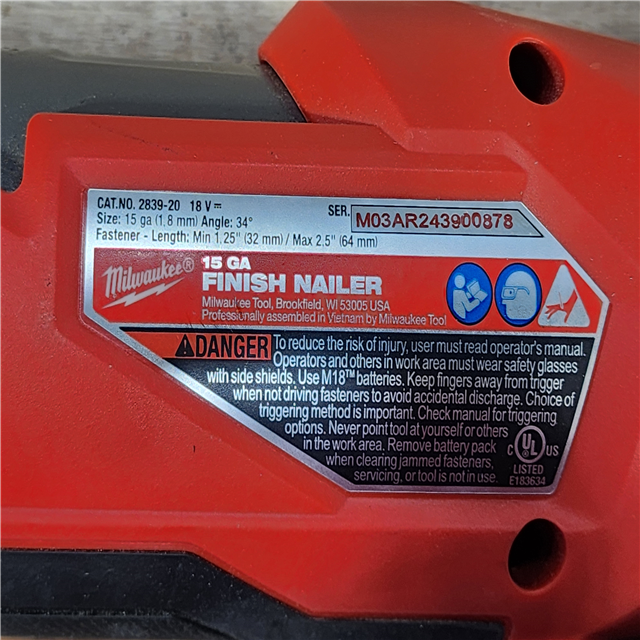 CAT.NO. 2839-20 18 V⎓
Size: 15 ga (1.8 mm) Angle: 34°
Fastener - Length: Min 1.25" (32 mm) / Max 2.5" (64 mm)
SER. M03AR243900878
Milwaukee®
15 GA
FINISH NAILER
Milwaukee Tool, Brookfield, WI 53005 USA
Professionally assembled in Vietnam by Milwaukee Tool
DANGER To reduce the risk of injury, user must read operator's manual.
Operators and others in work area must wear safety glasses
with side shields. Use M18™ batteries. Keep fingers away from trigger
when not driving fasteners to avoid accidental discharge. Choice of
triggering method is important. Check manual for triggering
options. Never point tool at yourself or others
in the work area. Remove battery pack
when clearing jammed fasteners,
servicing, or tool is not in use.
C UL US
LISTED
E183634